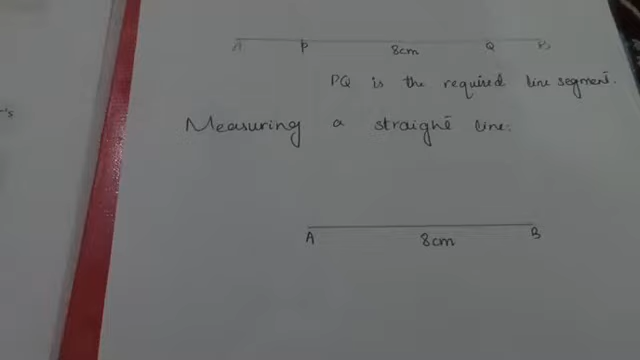 A P 8cm Q B
PQ is the required line segment.
Measuring a straight line.
A 8cm B